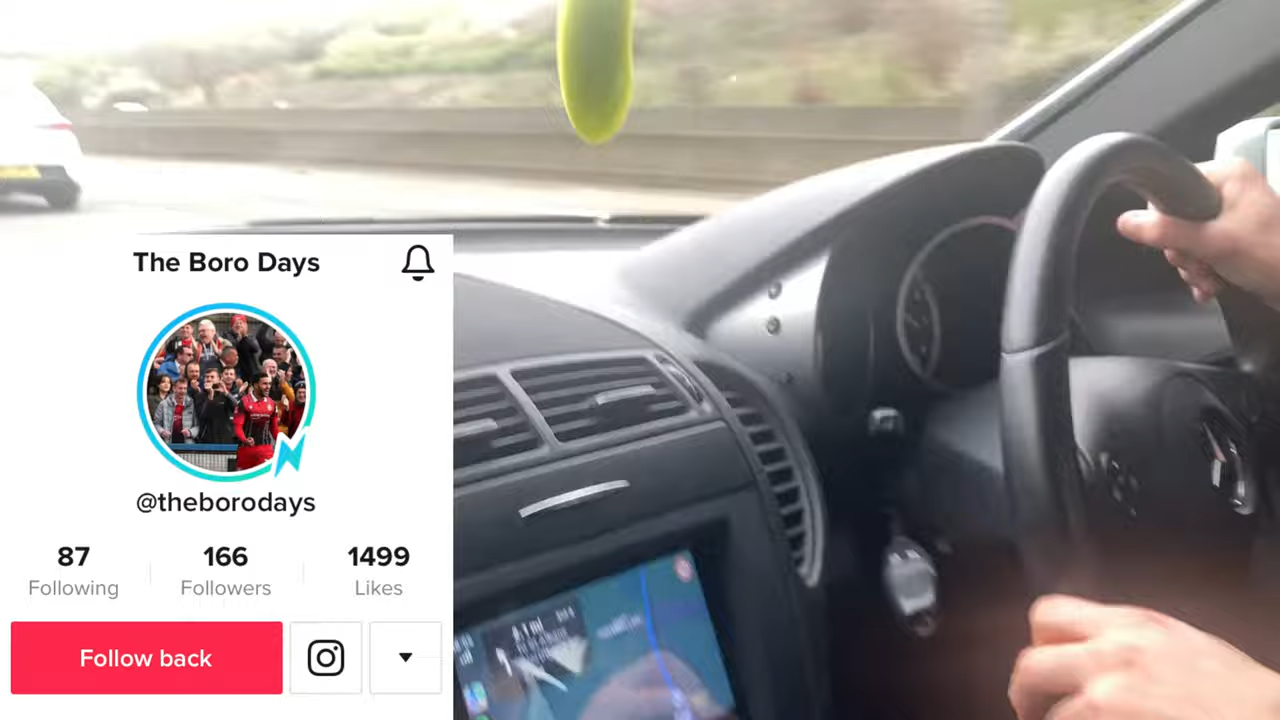 The Boro Days
@theborodays
87 166 1499
Following Followers Likes
Follow back